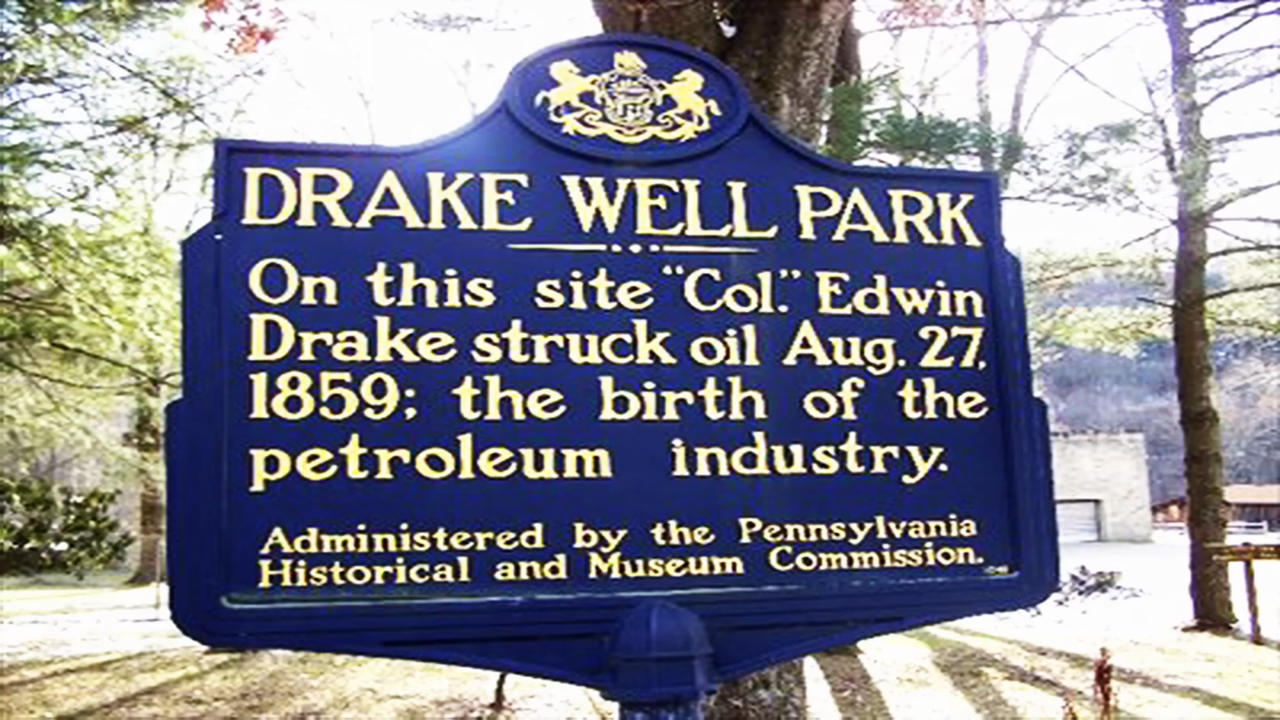 DRAKE WELL PARK
On this site "Col." Edwin
Drake struck oil Aug. 27,
1859; the birth of the
petroleum industry.
Administered by the Pennsylvania
Historical and Museum Commission.